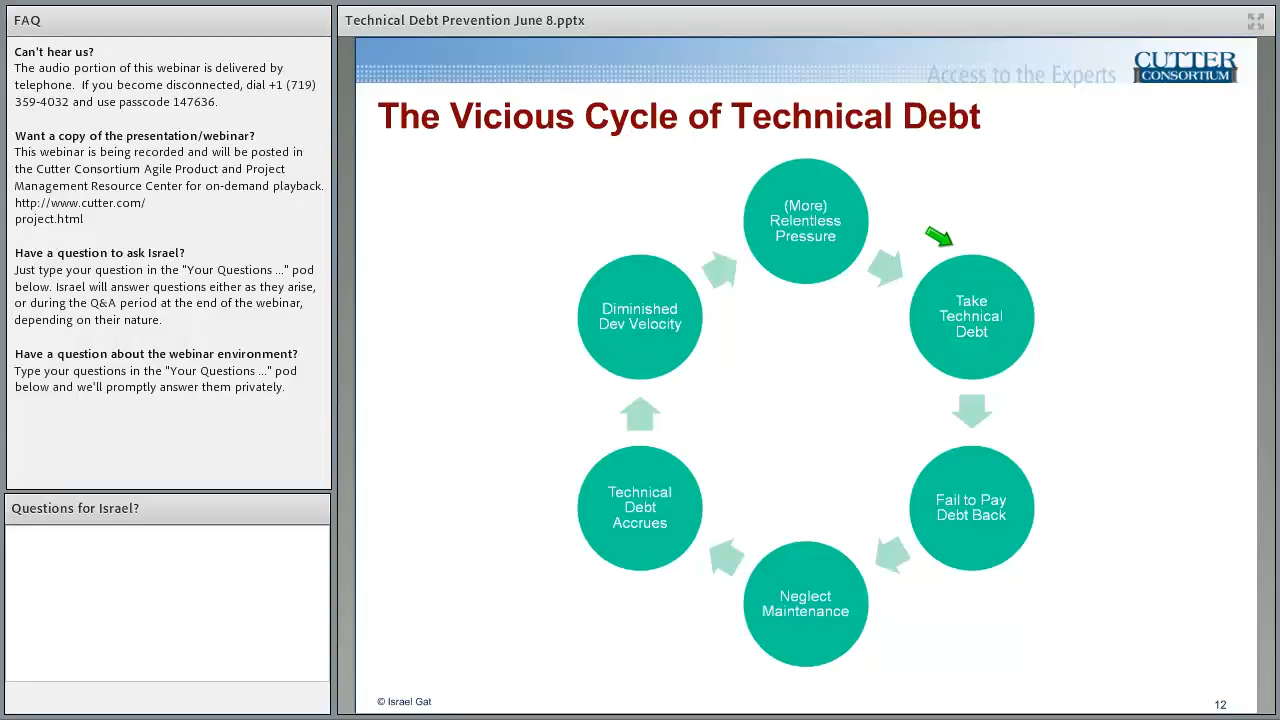 FAQ
Can't hear us?
The audio portion of this webinar is delivered by
telephone. If you become disconnected, dial +1 (719)
359-4032 and use passcode 147636.
Want a copy of the presentation/webinar?
This webinar is being recorded and will be posted in
the Cutter Consortium Agile Product and Project
Management Resource Center for on-demand playback.
http://www.cutter.com/
project.html
Have a question to ask Israel?
Just type your question in the "Your Questions ..." pod
below. Israel will answer questions either as they arise,
or during the Q&A period at the end of the webinar,
depending on their nature.
Have a question about the webinar environment?
Type your questions in the "Your Questions ..." pod
below and we'll promptly answer them privately.
Questions for Israel?
Technical Debt Prevention June 8.pptx
Access to the Experts
CUTTER
CONSORTIUM
The Vicious Cycle of Technical Debt
(More)
Relentless
Pressure
Take
Technical
Debt
Fail to Pay
Debt Back
Neglect
Maintenance
Technical
Debt
Accrues
Diminished
Dev Velocity
© Israel Gat
12